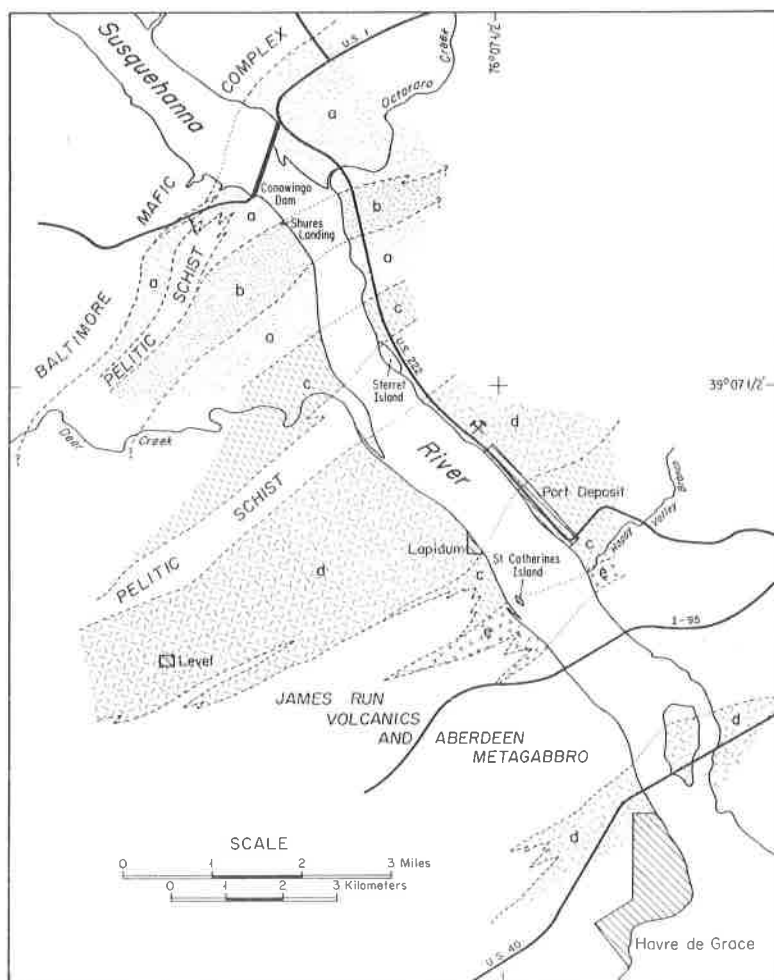 U.S. 1
Susquehanna
COMPLEX
Octoraro
Creek
76° 07 1/2'
a
MAFIC
Conowingo
Dam
?
a
Shures
Landing
b
?
SCHIST
a
a
b
BALTIMORE
PELITIC
a
c
U.S. 222
Sterret
Island
39° 07 1/2'
c
Deer
Creek
?
?
d
River
Port Deposit
SCHIST
Happy
Valley
Branch
PELITIC
Lapidum
c
St Catherines
Island
d
c
e
e
I-95
Level
JAMES RUN
VOLCANICS
AND ABERDEEN
METAGABBRO
d
d
SCALE
0 1 2 3 Miles
0 1 2 3 Kilometers
U.S. 40
Havre de Grace